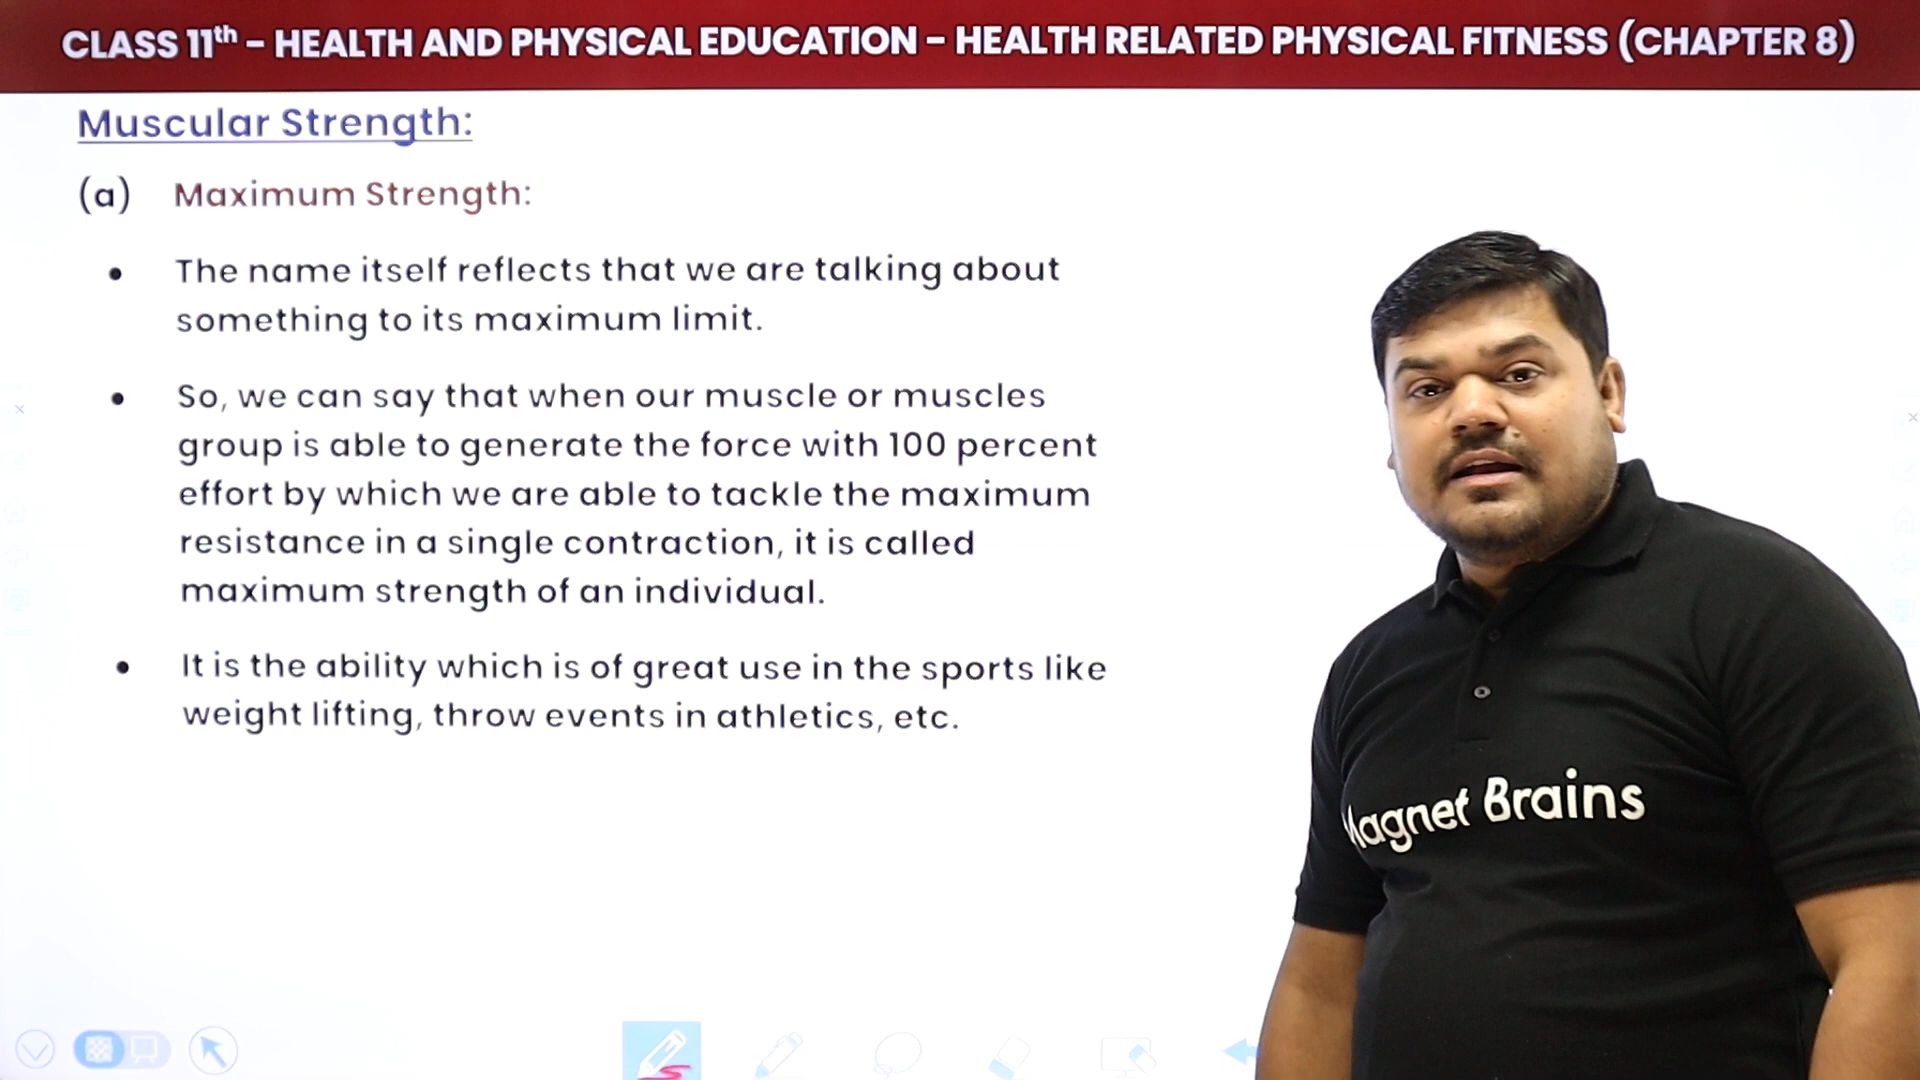 CLASS 11th – HEALTH AND PHYSICAL EDUCATION – HEALTH RELATED PHYSICAL FITNESS (CHAPTER 8)
Muscular Strength:
(a) Maximum Strength:
• The name itself reflects that we are talking about
something to its maximum limit.
• So, we can say that when our muscle or muscles
group is able to generate the force with 100 percent
effort by which we are able to tackle the maximum
resistance in a single contraction, it is called
maximum strength of an individual.
• It is the ability which is of great use in the sports like
weight lifting, throw events in athletics, etc.
Magnet Brains